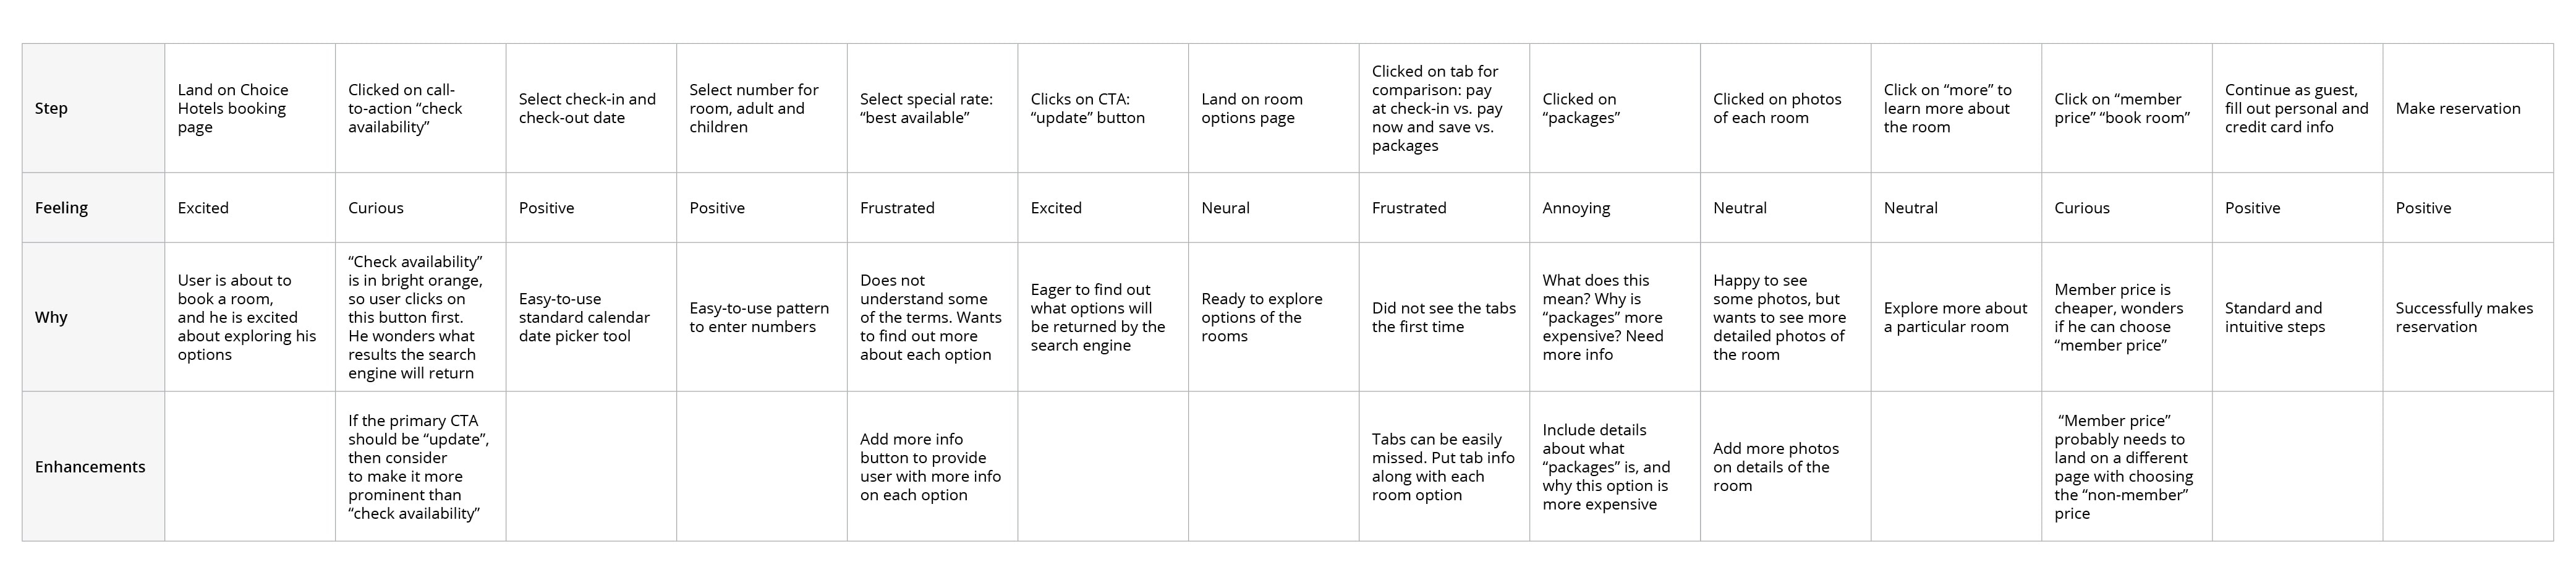 Step
Land on Choice
Hotels booking
page
Clicked on call-
to-action “check
availability”
Select check-in and
check-out date
Select number for
room, adult and
children
Select special rate:
“best available”
Clicks on CTA:
“update” button
Land on room
options page
Clicked on tab for
comparison: pay
at check-in vs. pay
now and save vs.
packages
Clicked on
“packages”
Clicked on photos
of each room
Click on “more” to
learn more about
the room
Click on “member
price” “book room”
Continue as guest,
fill out personal and
credit card info
Make reservation
Feeling
Excited
Curious
Positive
Positive
Frustrated
Excited
Neural
Frustrated
Annoying
Neutral
Neutral
Curious
Positive
Positive
Why
User is about to
book a room,
and he is excited
about exploring his
options
“Check availability”
is in bright orange,
so user clicks on
this button first.
He wonders what
results the search
engine will return
Easy-to-use
standard calendar
date picker tool
Easy-to-use pattern
to enter numbers
Does not
understand some
of the terms. Wants
to find out more
about each option
Eager to find out
what options will
be returned by the
search engine
Ready to explore
options of the
rooms
Did not see the tabs
the first time
What does this
mean? Why is
“packages” more
expensive? Need
more info
Happy to see
some photos, but
wants to see more
detailed photos of
the room
Explore more about
a particular room
Member price is
cheaper, wonders
if he can choose
“member price”
Standard and
intuitive steps
Successfully makes
reservation
Enhancements
If the primary CTA
should be “update”,
then consider
to make it more
prominent than
“check availability”
Add more info
button to provide
user with more info
on each option
Tabs can be easily
missed. Put tab info
along with each
room option
Include details
about what
“packages” is, and
why this option is
more expensive
Add more photos
on details of the
room
“Member price”
probably needs to
land on a different
page with choosing
the “non-member”
price